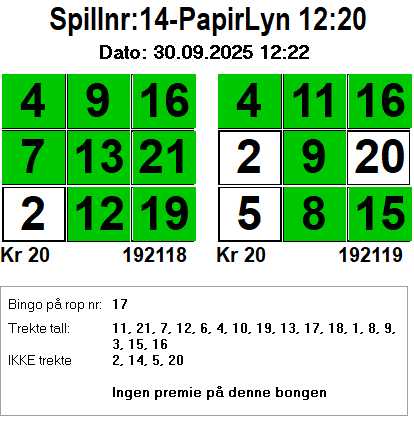 Spillnr:14-PapirLyn 12:20
Dato: 30.09.2025 12:22
4 9 16 4 11 16
7 13 21 2 9 20
2 12 19 5 8 15
Kr 20 192118 Kr 20 192119
Bingo på rop nr: 17
Trekte tall: 11, 21, 7, 12, 6, 4, 10, 19, 13, 17, 18, 1, 8, 9,
3, 15, 16
IKKE trekte 2, 14, 5, 20
Ingen premie på denne bongen